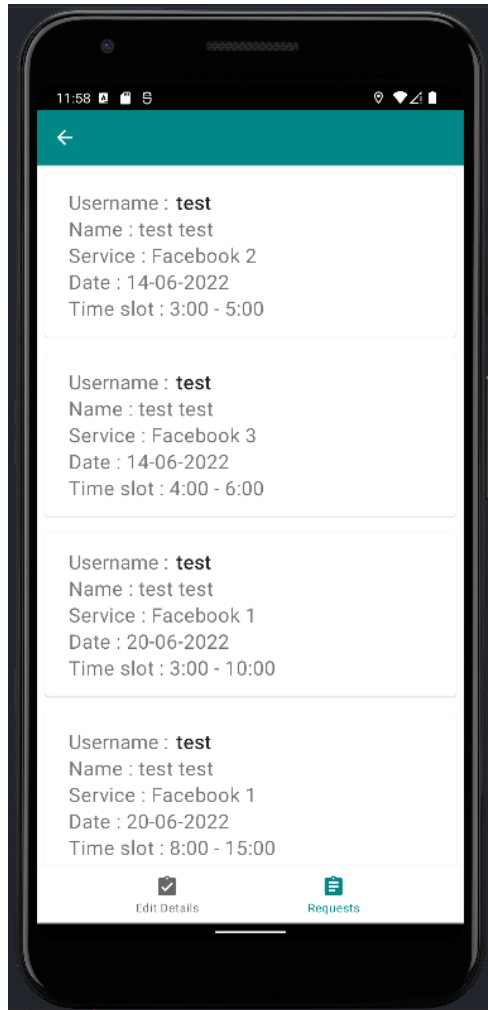 11:58
Username : test
Name : test test
Service : Facebook 2
Date : 14-06-2022
Time slot : 3:00 - 5:00
Username : test
Name : test test
Service : Facebook 3
Date : 14-06-2022
Time slot : 4:00 - 6:00
Username : test
Name : test test
Service : Facebook 1
Date : 20-06-2022
Time slot : 3:00 - 10:00
Username : test
Name : test test
Service : Facebook 1
Date : 20-06-2022
Time slot : 8:00 - 15:00
Edit Details
Requests